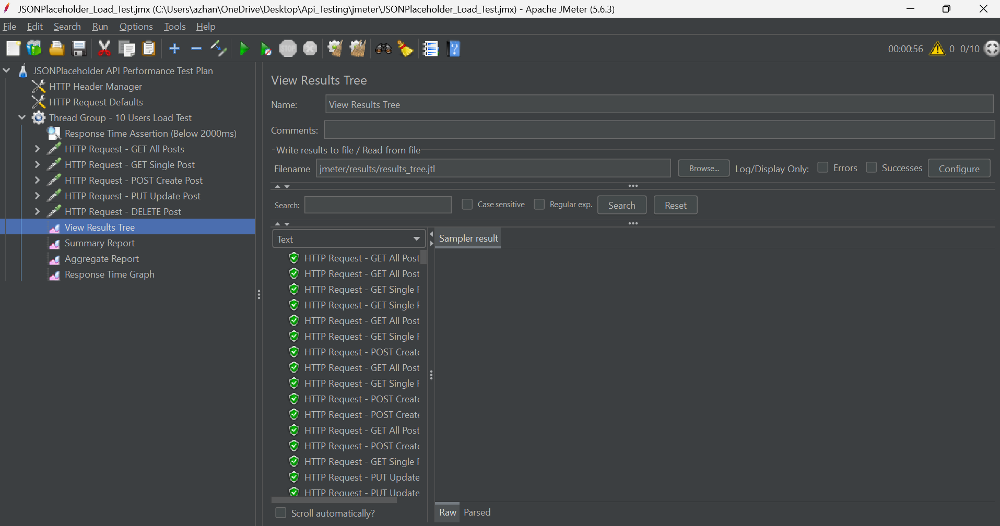 JSONPlaceholder_Load_Test.jmx (C:\Users\azhan\OneDrive\Desktop\Api_Testing\jmeter\JSONPlaceholder_Load_Test.jmx) - Apache JMeter (5.6.3)
File Edit Search Run Options Tools Help
STOP
00:00:56 0 0/10
JSONPlaceholder API Performance Test Plan
HTTP Header Manager
HTTP Request Defaults
Thread Group - 10 Users Load Test
Response Time Assertion (Below 2000ms)
HTTP Request - GET All Posts
HTTP Request - GET Single Post
HTTP Request - POST Create Post
HTTP Request - PUT Update Post
HTTP Request - DELETE Post
View Results Tree
Summary Report
Aggregate Report
Response Time Graph
View Results Tree
Name: View Results Tree
Comments:
Write results to file / Read from file
Filename jmeter/results/results_tree.jtl Browse... Log/Display Only: Errors Successes Configure
Search: Case sensitive Regular exp. Search Reset
Text
Sampler result
HTTP Request - GET All Post
HTTP Request - GET All Post
HTTP Request - GET Single
HTTP Request - GET Single
HTTP Request - GET All Post
HTTP Request - GET Single
HTTP Request - POST Create
HTTP Request - GET All Post
HTTP Request - GET Single
HTTP Request - POST Create
HTTP Request - POST Create
HTTP Request - GET All Post
HTTP Request - POST Create
HTTP Request - GET Single
HTTP Request - PUT Update
HTTP Request - PUT Update
Scroll automatically?
Raw Parsed